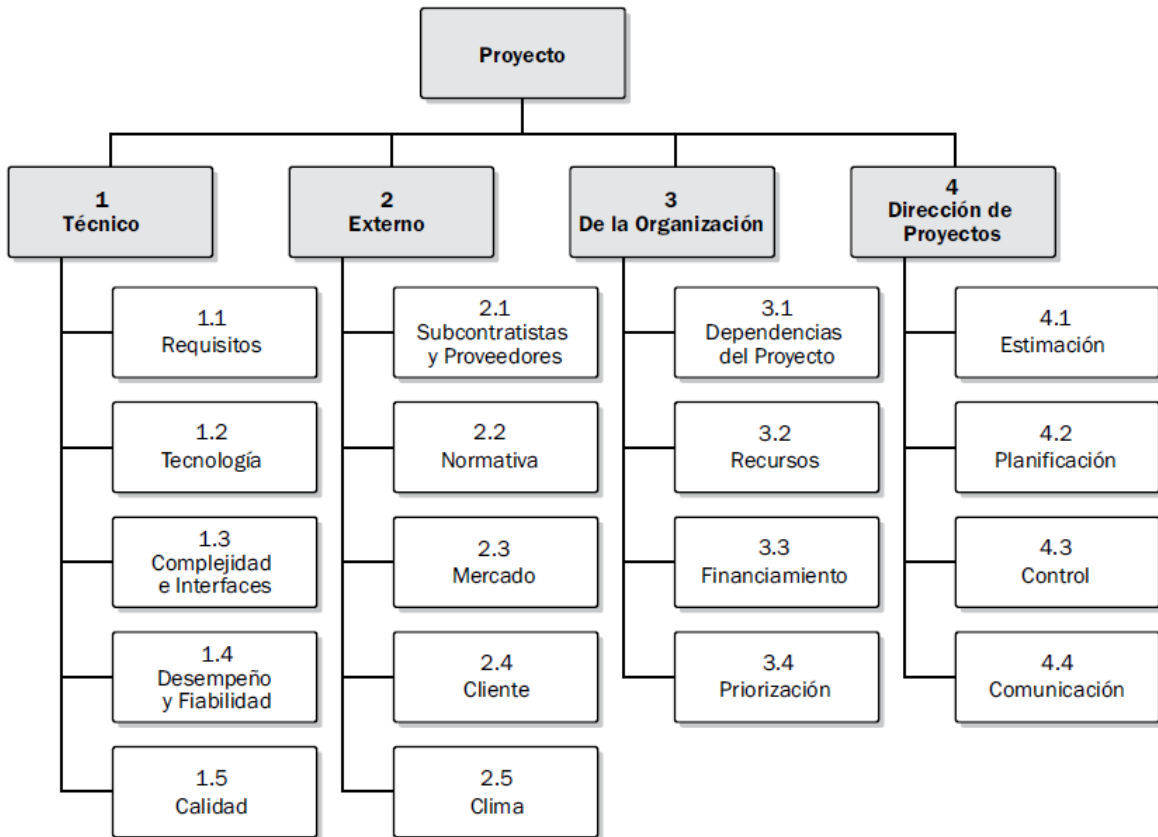 Proyecto
1
Técnico
2
Externo
3
De la Organización
4
Dirección de
Proyectos
1.1
Requisitos
1.2
Tecnología
1.3
Complejidad
e Interfaces
1.4
Desempeño
y Fiabilidad
1.5
Calidad
2.1
Subcontratistas
y Proveedores
2.2
Normativa
2.3
Mercado
2.4
Cliente
2.5
Clima
3.1
Dependencias
del Proyecto
3.2
Recursos
3.3
Financiamiento
3.4
Priorización
4.1
Estimación
4.2
Planificación
4.3
Control
4.4
Comunicación